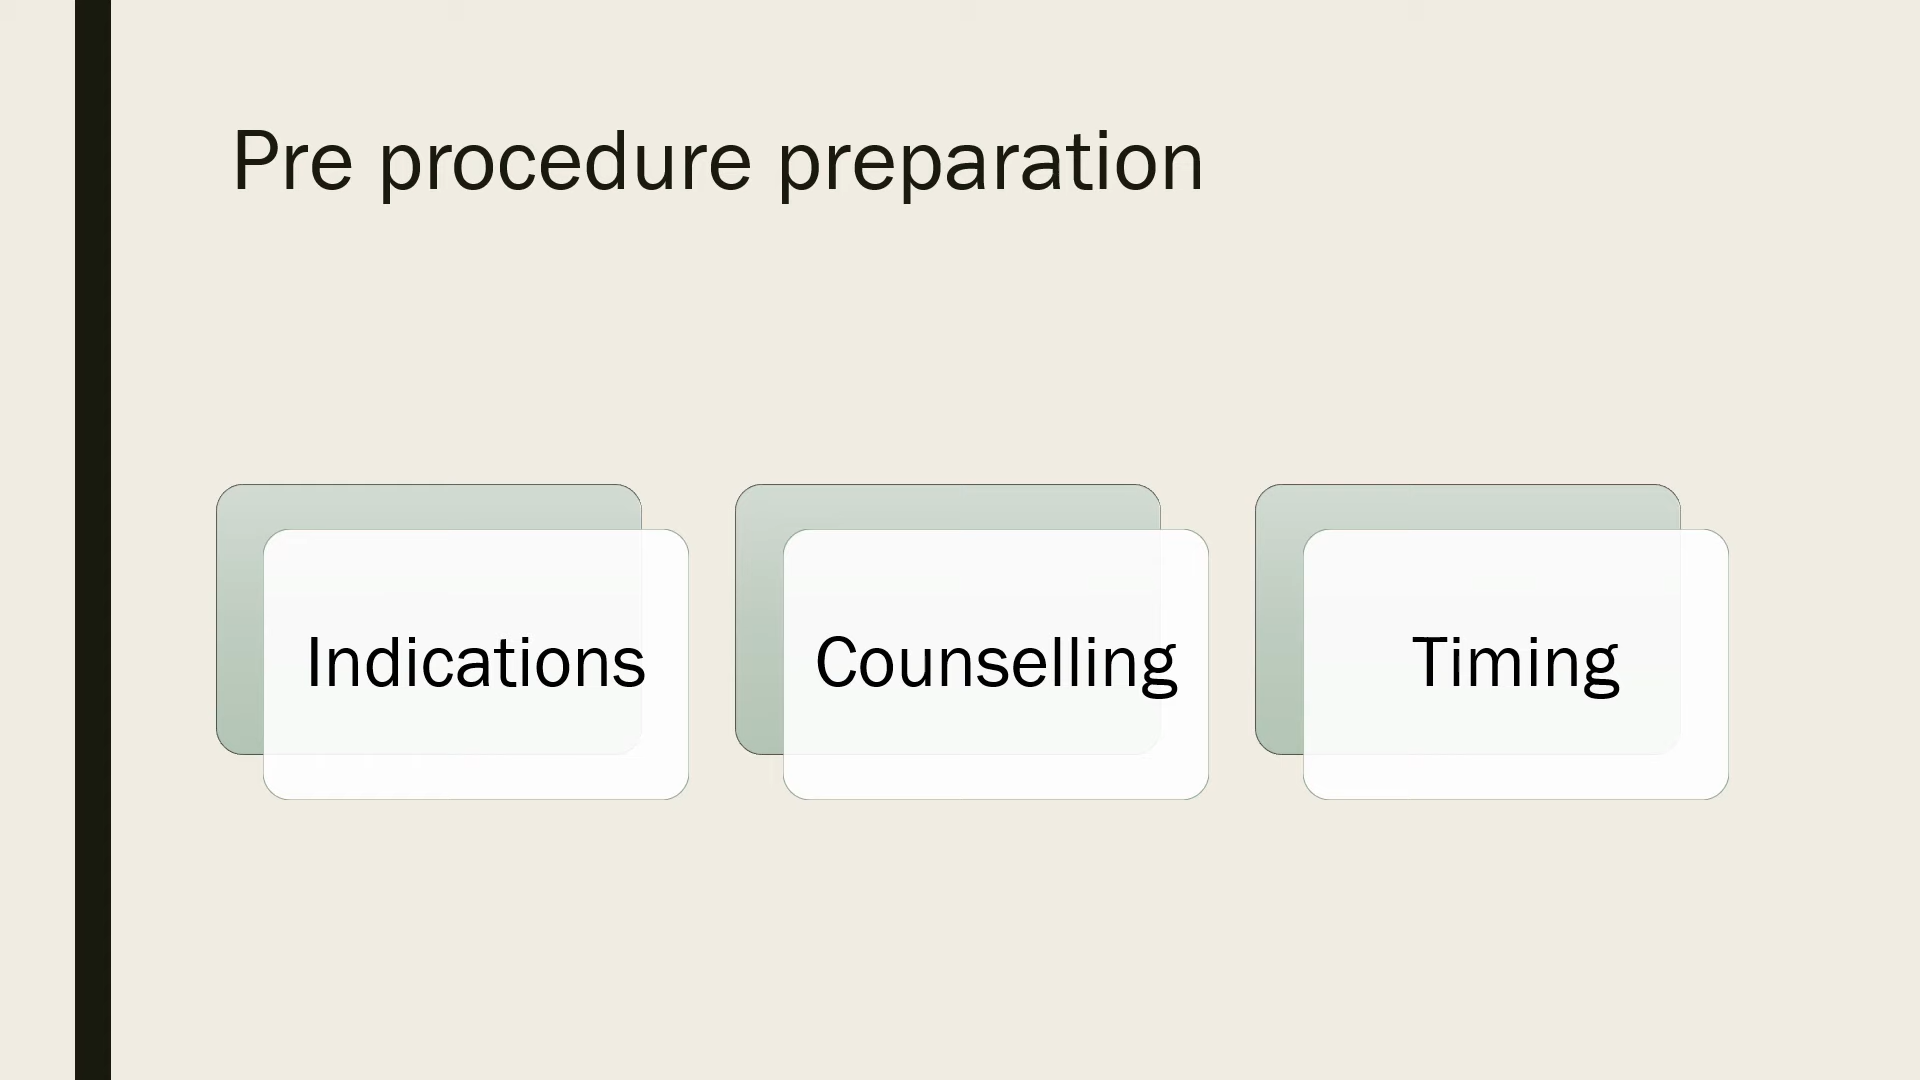 Pre procedure preparation
Indications
Counselling
Timing